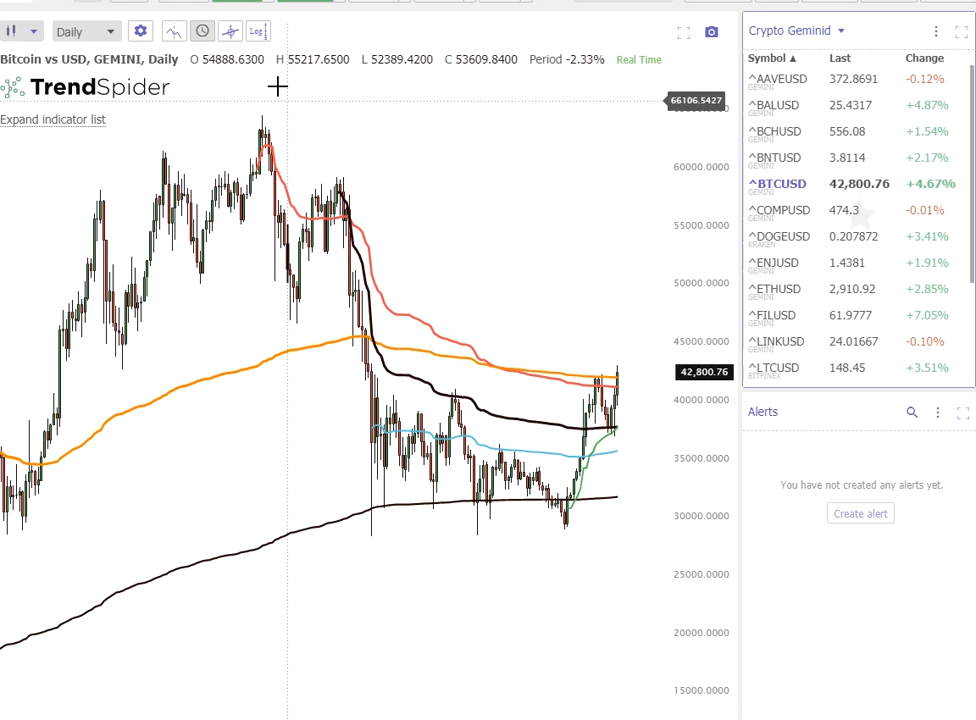 Daily
Log
Bitcoin vs USD, GEMINI, Daily O 54888.6300 H 55217.6500 L 52389.4200 C 53609.8400 Period -2.33% Real Time
TrendSpider
Expand indicator list
66106.5427
60000.0000
55000.0000
50000.0000
45000.0000
42,800.76
40000.0000
35000.0000
30000.0000
25000.0000
20000.0000
15000.0000
Crypto Geminid
Symbol Last Change
^AAVEUSD 372.8691 -0.12%
GEMINI
^BALUSD 25.4317 +4.87%
GEMINI
^BCHUSD 556.08 +1.54%
GEMINI
^BNTUSD 3.8114 +2.17%
GEMINI
^BTCUSD 42,800.76 +4.67%
GEMINI
^COMPUSD 474.3 -0.01%
GEMINI
^DOGEUSD 0.207872 +3.41%
KRAKEN
^ENJUSD 1.4381 +1.91%
GEMINI
^ETHUSD 2,910.92 +2.85%
GEMINI
^FILUSD 61.9777 +7.05%
GEMINI
^LINKUSD 24.01667 -0.10%
GEMINI
^LTCUSD 148.45 +3.51%
BITFINEX
Alerts
You have not created any alerts yet.
Create alert